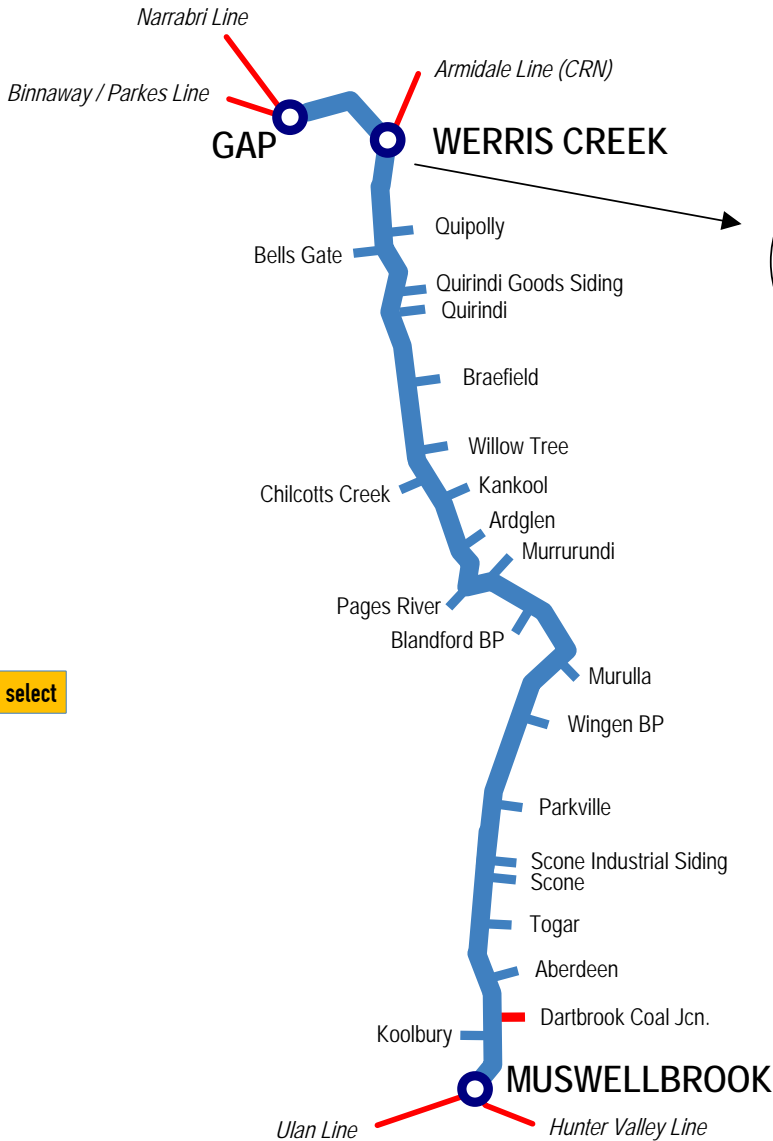 Narrabri Line
Armidale Line (CRN)
Binnaway / Parkes Line
GAP
WERRIS CREEK
Quipolly
Bells Gate
Quirindi Goods Siding
Quirindi
Braefield
Willow Tree
Kankool
Chilcotts Creek
Ardglen
Murrurundi
Pages River
Blandford BP
Murulla
select
Wingen BP
Parkville
Scone Industrial Siding
Scone
Togar
Aberdeen
Dartbrook Coal Jcn.
Koolbury
MUSWELLBROOK
Ulan Line
Hunter Valley Line